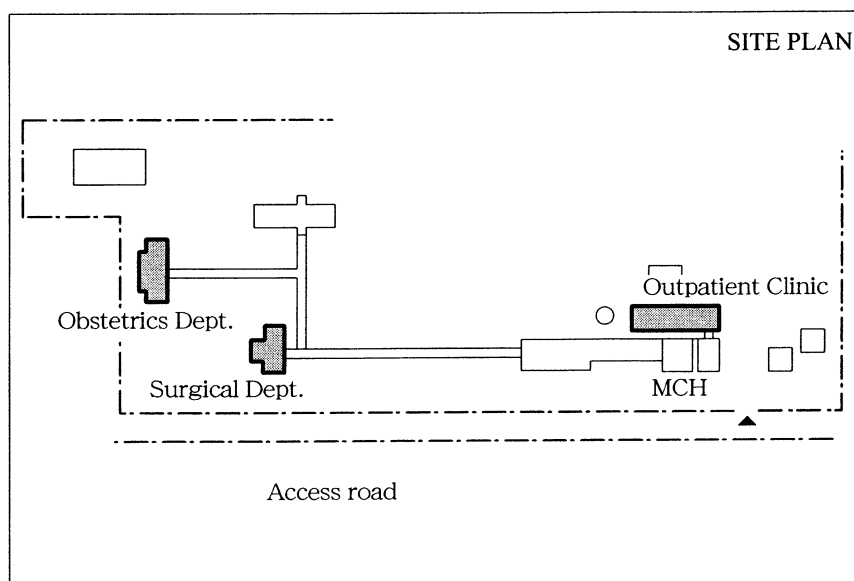 SITE PLAN
Outpatient Clinic
Obstetrics Dept.
Surgical Dept.
MCH
Access road